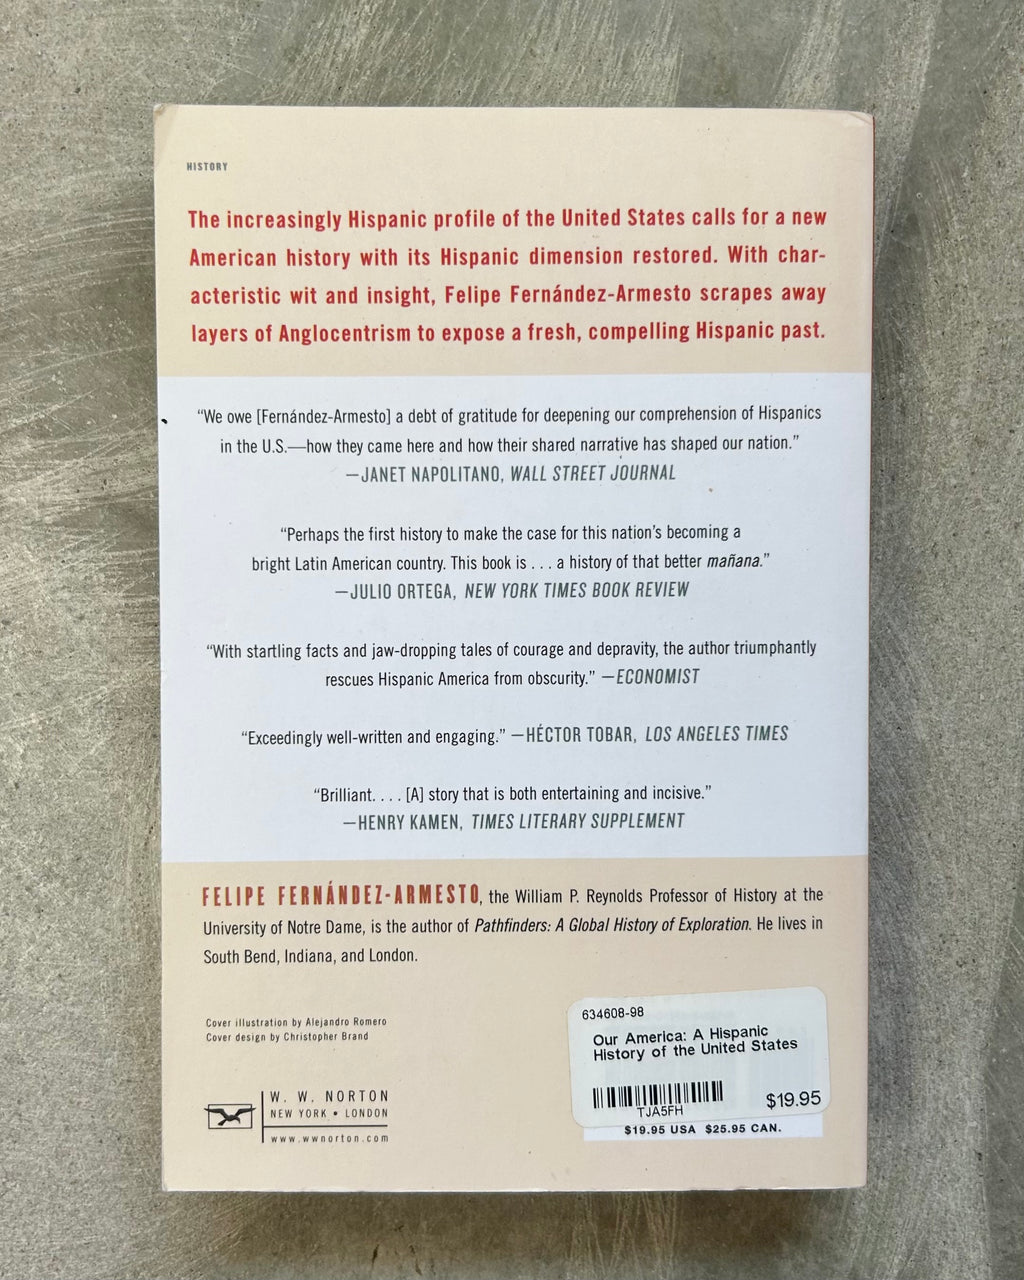 HISTORY
The increasingly Hispanic profile of the United States calls for a new
American history with its Hispanic dimension restored. With char-
acteristic wit and insight, Felipe Fernández-Armesto scrapes away
layers of Anglocentrism to expose a fresh, compelling Hispanic past.
“We owe [Fernández-Armesto] a debt of gratitude for deepening our comprehension of Hispanics
in the U.S.—how they came here and how their shared narrative has shaped our nation.”
—JANET NAPOLITANO, WALL STREET JOURNAL
“Perhaps the first history to make the case for this nation’s becoming a
bright Latin American country. This book is . . . a history of that better mañana.”
—JULIO ORTEGA, NEW YORK TIMES BOOK REVIEW
“With startling facts and jaw-dropping tales of courage and depravity, the author triumphantly
rescues Hispanic America from obscurity.” —ECONOMIST
“Exceedingly well-written and engaging.” —HÉCTOR TOBAR, LOS ANGELES TIMES
“Brilliant. . . . [A] story that is both entertaining and incisive.”
—HENRY KAMEN, TIMES LITERARY SUPPLEMENT
FELIPE FERNÁNDEZ-ARMESTO, the William P. Reynolds Professor of History at the
University of Notre Dame, is the author of Pathfinders: A Global History of Exploration. He lives in
South Bend, Indiana, and London.
Cover illustration by Alejandro Romero
Cover design by Christopher Brand
W. W. NORTON
NEW YORK • LONDON
www.wwnorton.com
634608-98
Our America: A Hispanic
History of the United States
TJA5FH
$19.95
$19.95 USA $25.95 CAN.